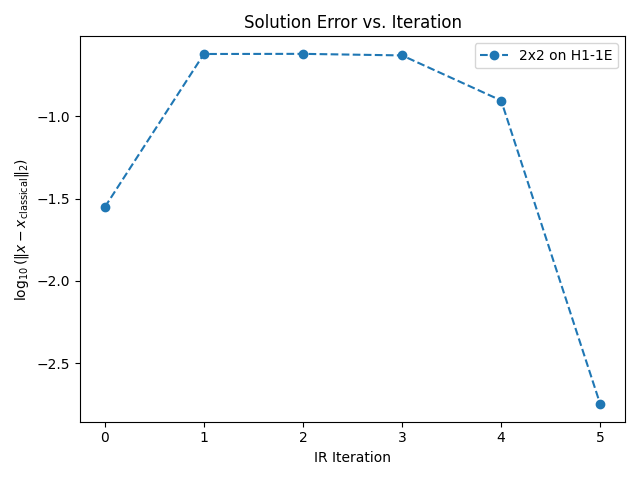 Solution Error vs. Iteration
2x2 on H1-1E
log₁₀(‖x − x_classical‖₂)
−1.0
−1.5
−2.0
−2.5
0 1 2 3 4 5
IR Iteration